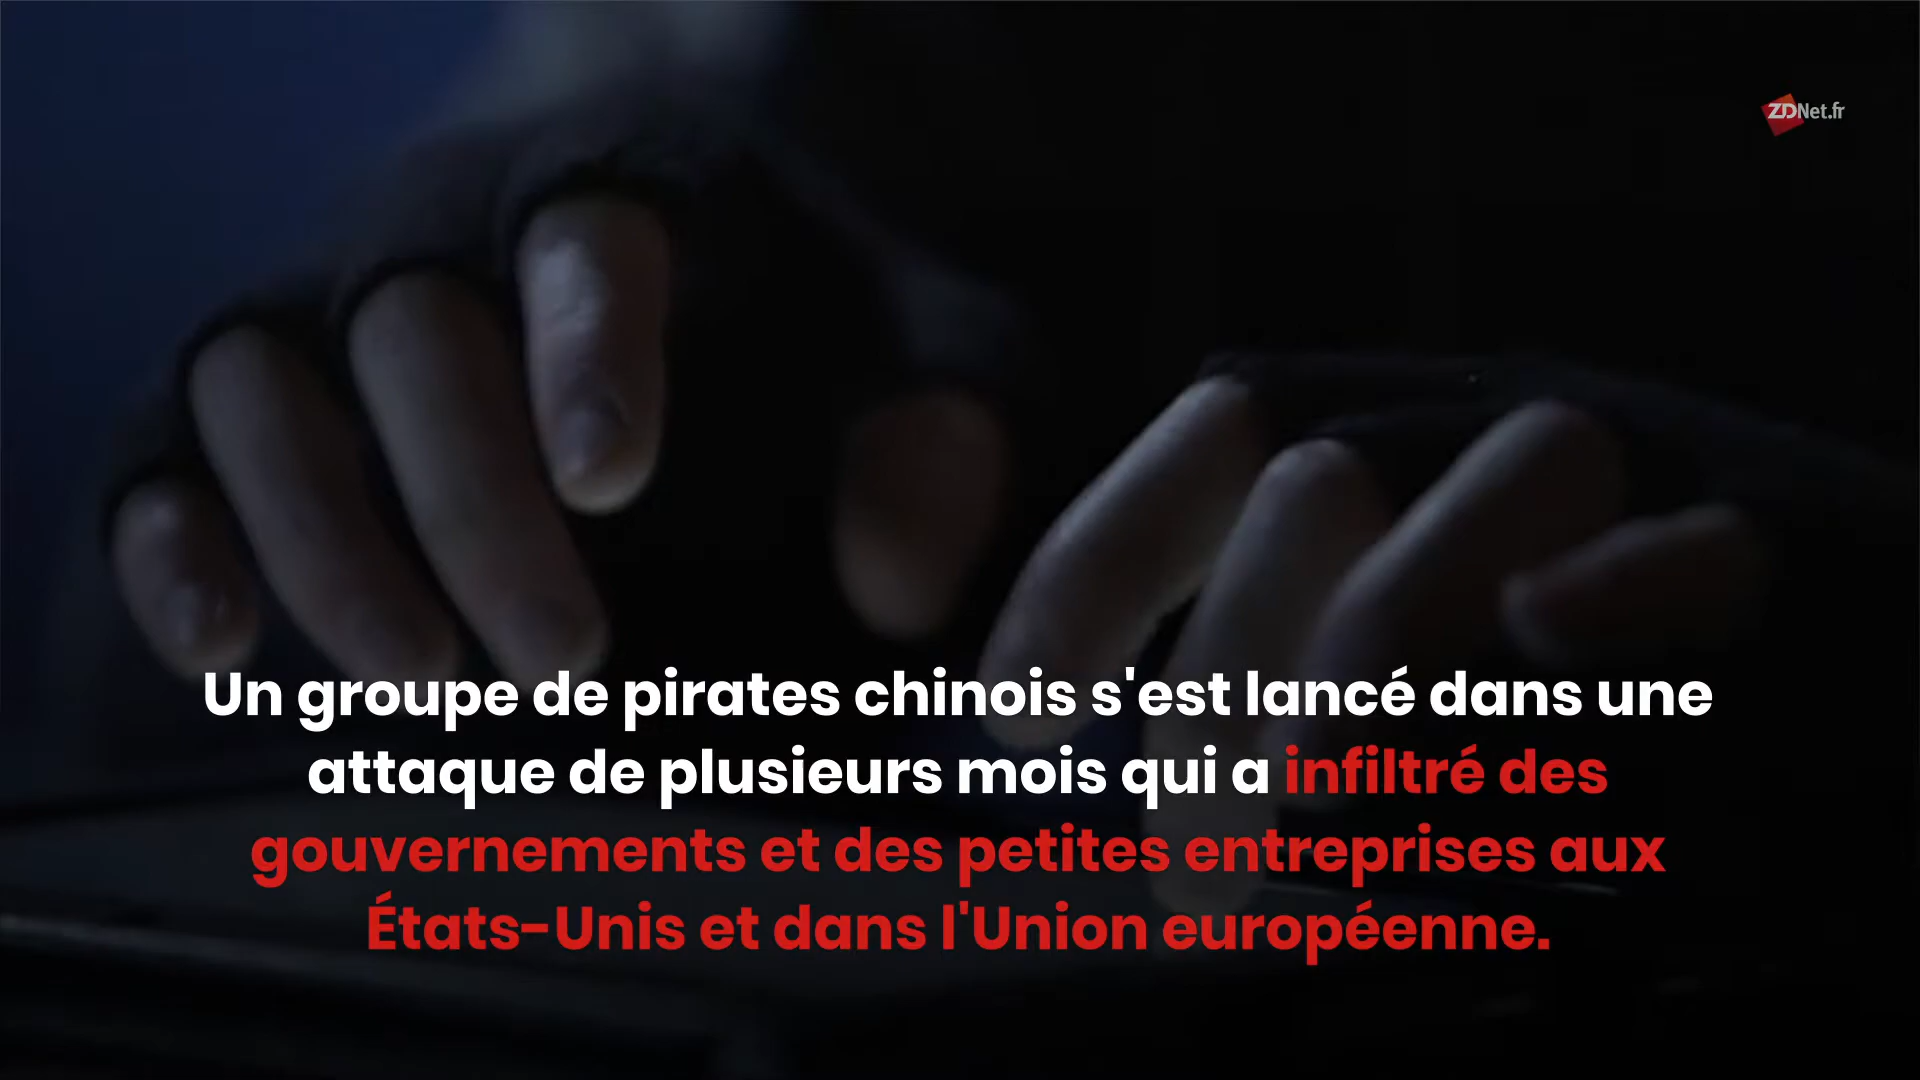 ZDNet.fr
Un groupe de pirates chinois s'est lancé dans une
attaque de plusieurs mois qui a infiltré des
gouvernements et des petites entreprises aux
États-Unis et dans l'Union européenne.